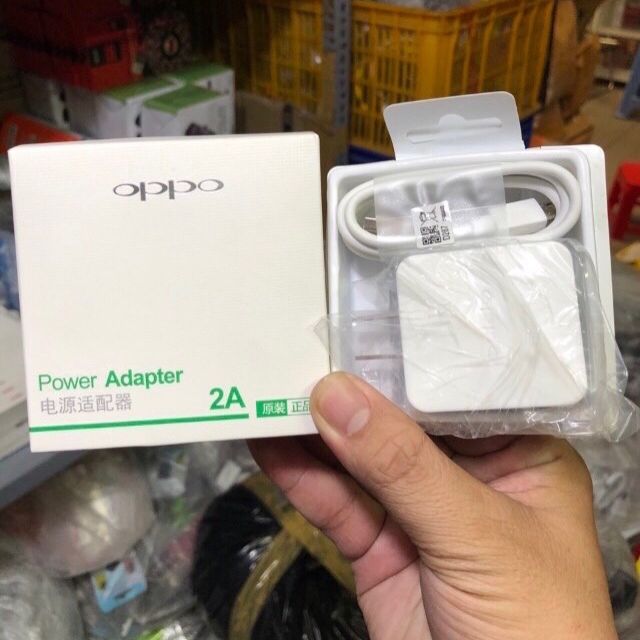 oppo
Power Adapter
电源适配器
2A
原装 正品